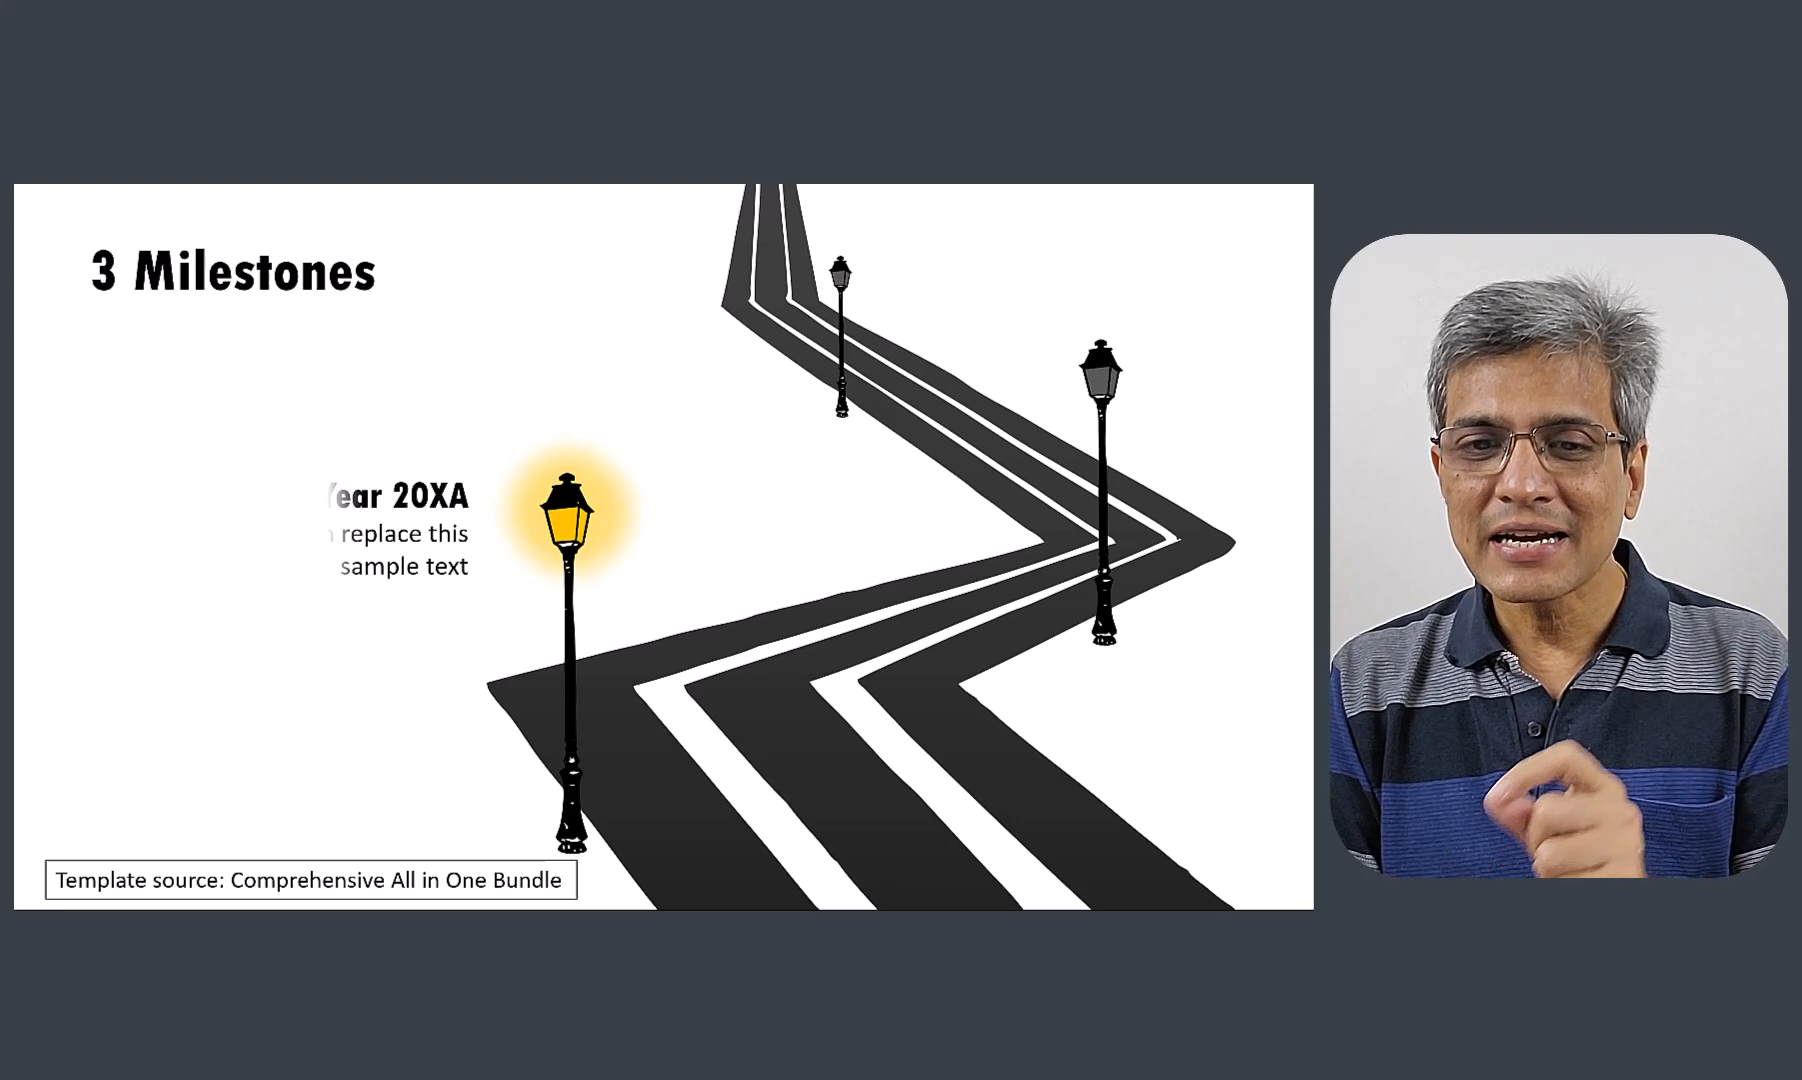 3 Milestones
Year 20XA
replace this
sample text
Template source: Comprehensive All in One Bundle